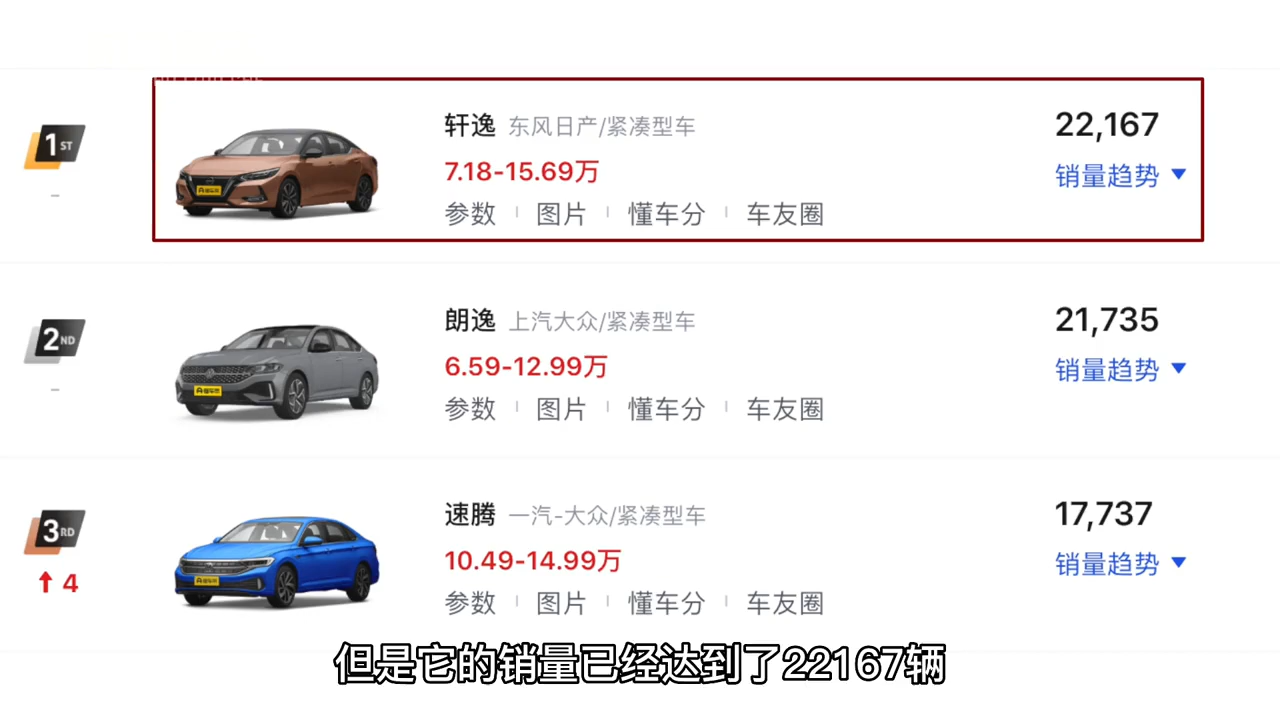 1ST
轩逸 东风日产/紧凑型车
22,167
7.18-15.69万
销量趋势
参数 图片 懂车分 车友圈
2ND
朗逸 上汽大众/紧凑型车
21,735
6.59-12.99万
销量趋势
参数 图片 懂车分 车友圈
3RD
4
速腾 一汽-大众/紧凑型车
17,737
10.49-14.99万
销量趋势
参数 图片 懂车分 车友圈
但是它的销量已经达到了22167辆